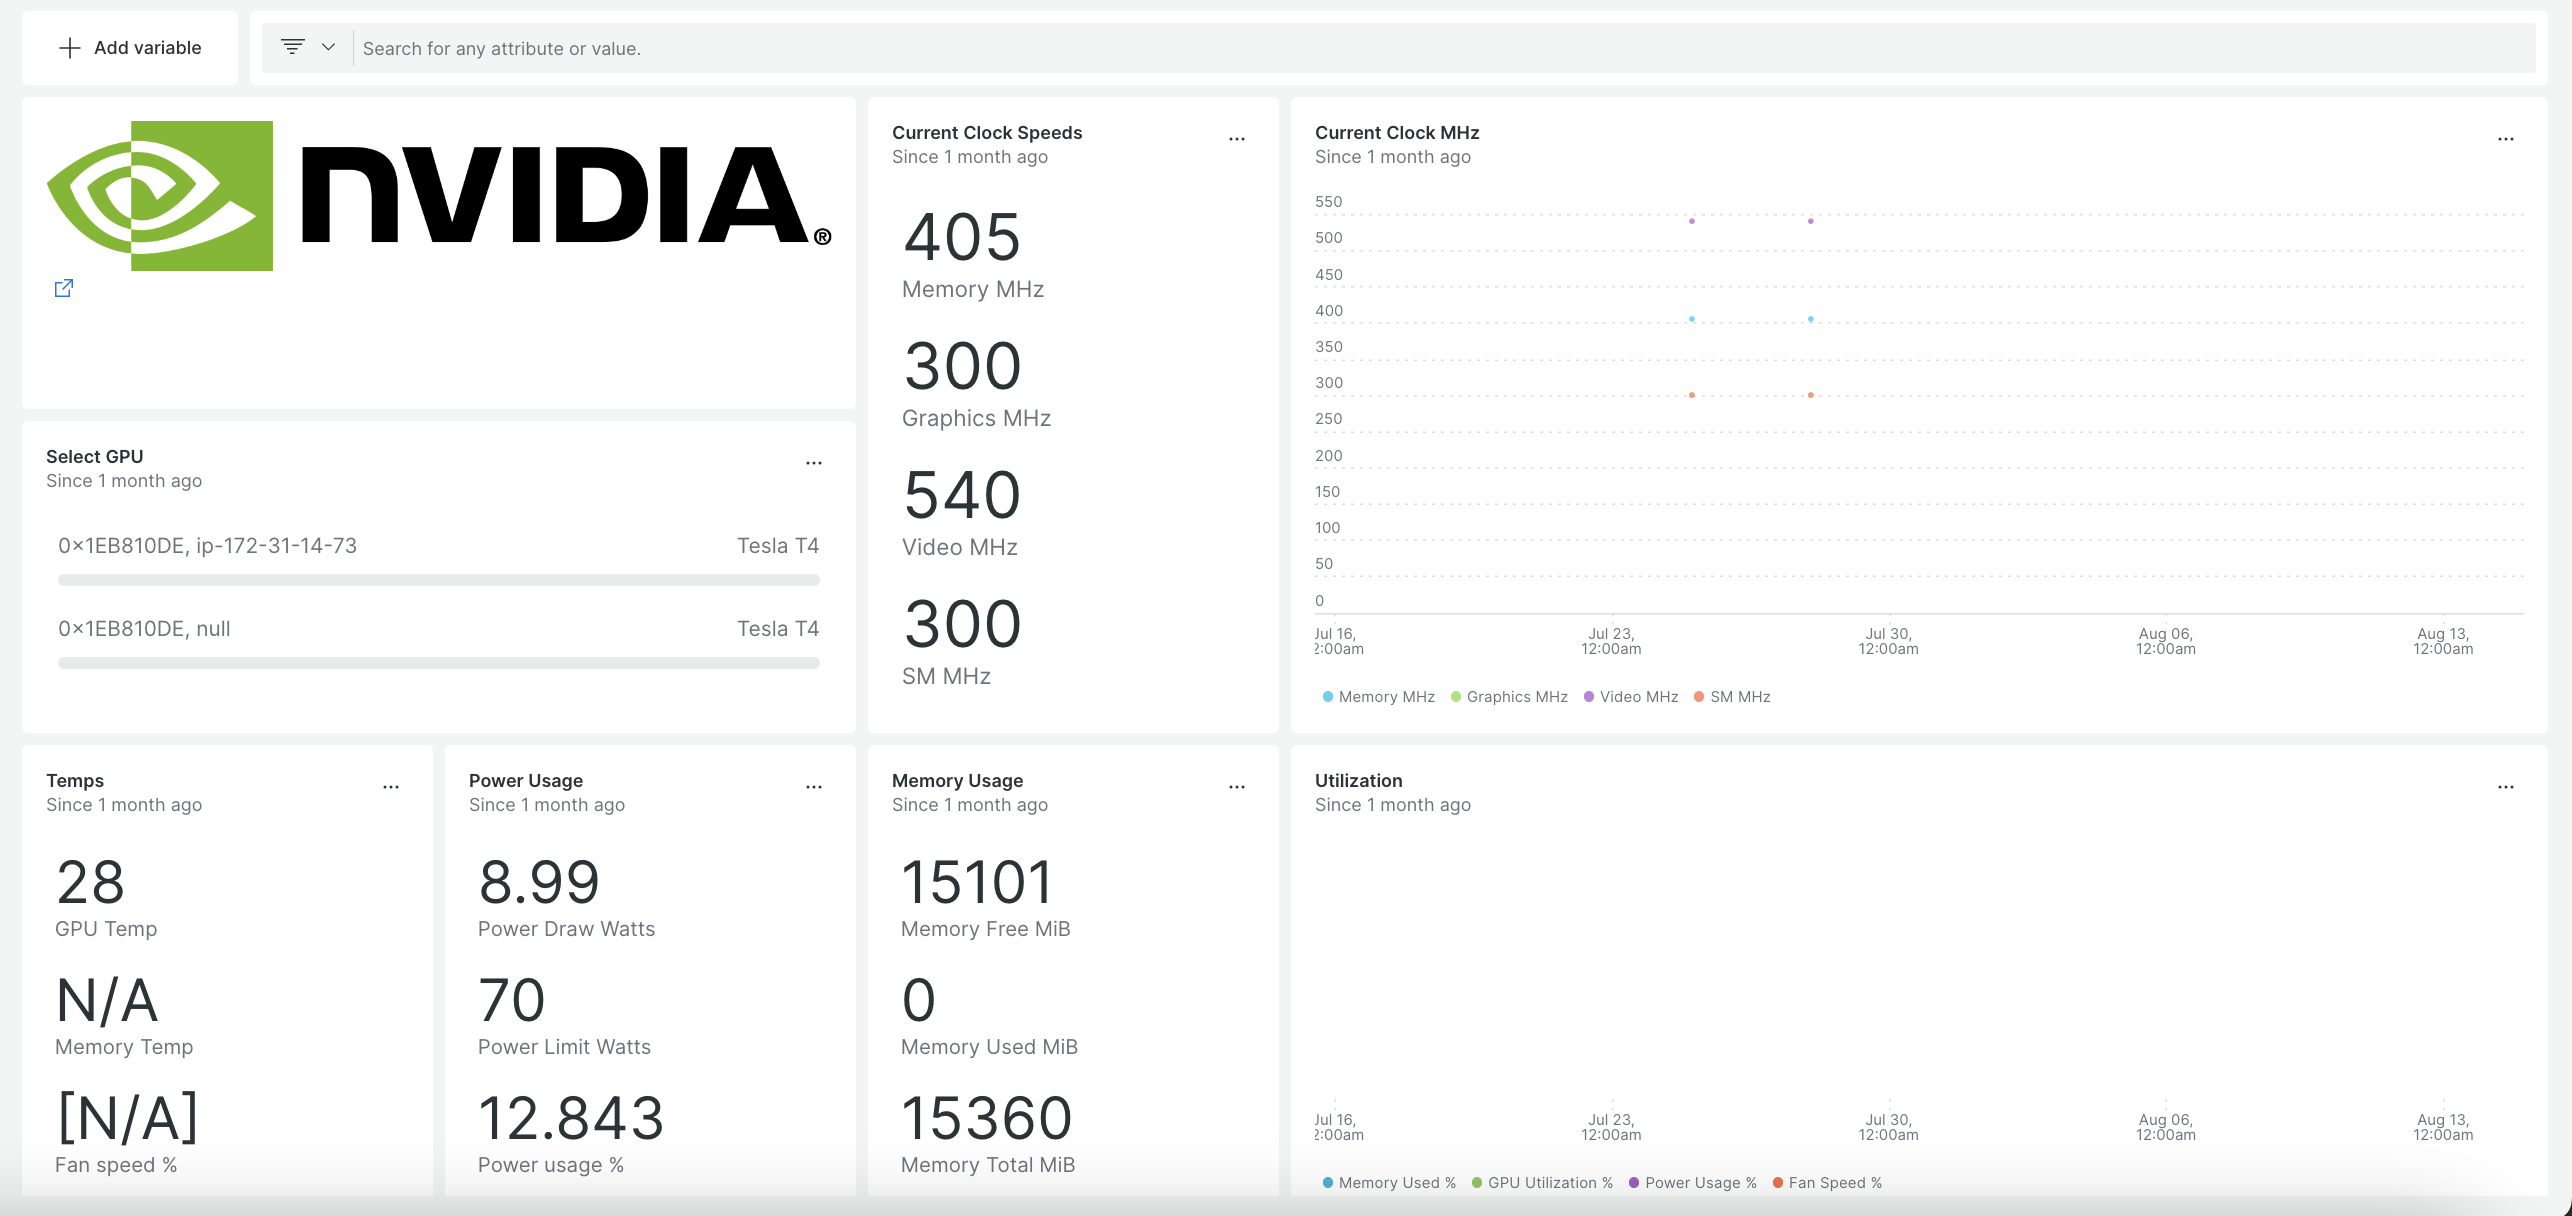 Add variable
Search for any attribute or value.
NVIDIA®
Select GPU
Since 1 month ago
0x1EB810DE, ip-172-31-14-73 Tesla T4
0x1EB810DE, null Tesla T4
Current Clock Speeds
Since 1 month ago
405
Memory MHz
300
Graphics MHz
540
Video MHz
300
SM MHz
Current Clock MHz
Since 1 month ago
550
500
450
400
350
300
250
200
150
100
50
0
Jul 16, Jul 23, Jul 30, Aug 06, Aug 13,
2:00am 12:00am 12:00am 12:00am 12:00am
Memory MHz Graphics MHz Video MHz SM MHz
Temps
Since 1 month ago
28
GPU Temp
N/A
Memory Temp
[N/A]
Fan speed %
Power Usage
Since 1 month ago
8.99
Power Draw Watts
70
Power Limit Watts
12.843
Power usage %
Memory Usage
Since 1 month ago
15101
Memory Free MiB
0
Memory Used MiB
15360
Memory Total MiB
Utilization
Since 1 month ago
Jul 16, Jul 23, Jul 30, Aug 06, Aug 13,
2:00am 12:00am 12:00am 12:00am 12:00am
Memory Used % GPU Utilization % Power Usage % Fan Speed %